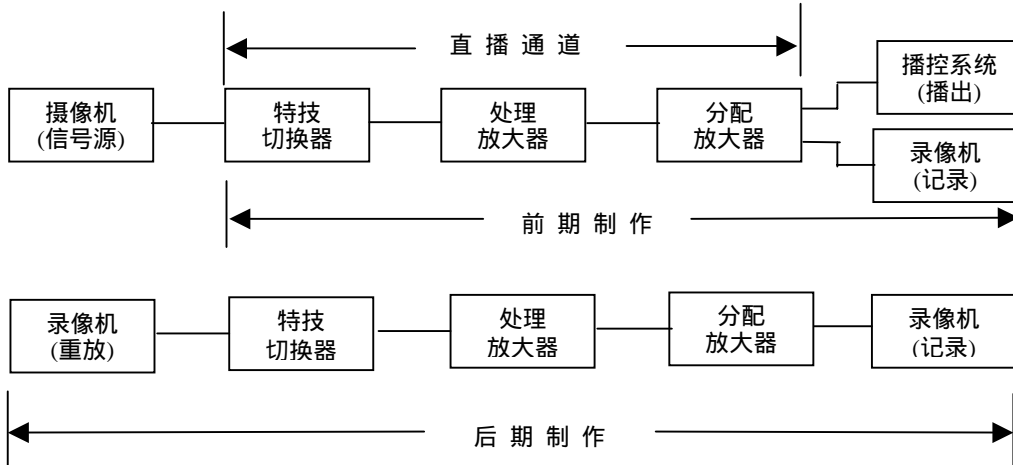 直播通道
摄像机
(信号源)
特技
切换器
处理
放大器
分配
放大器
播控系统
(播出)
录像机
(记录)
前期制作
录像机
(重放)
特技
切换器
处理
放大器
分配
放大器
录像机
(记录)
后期制作